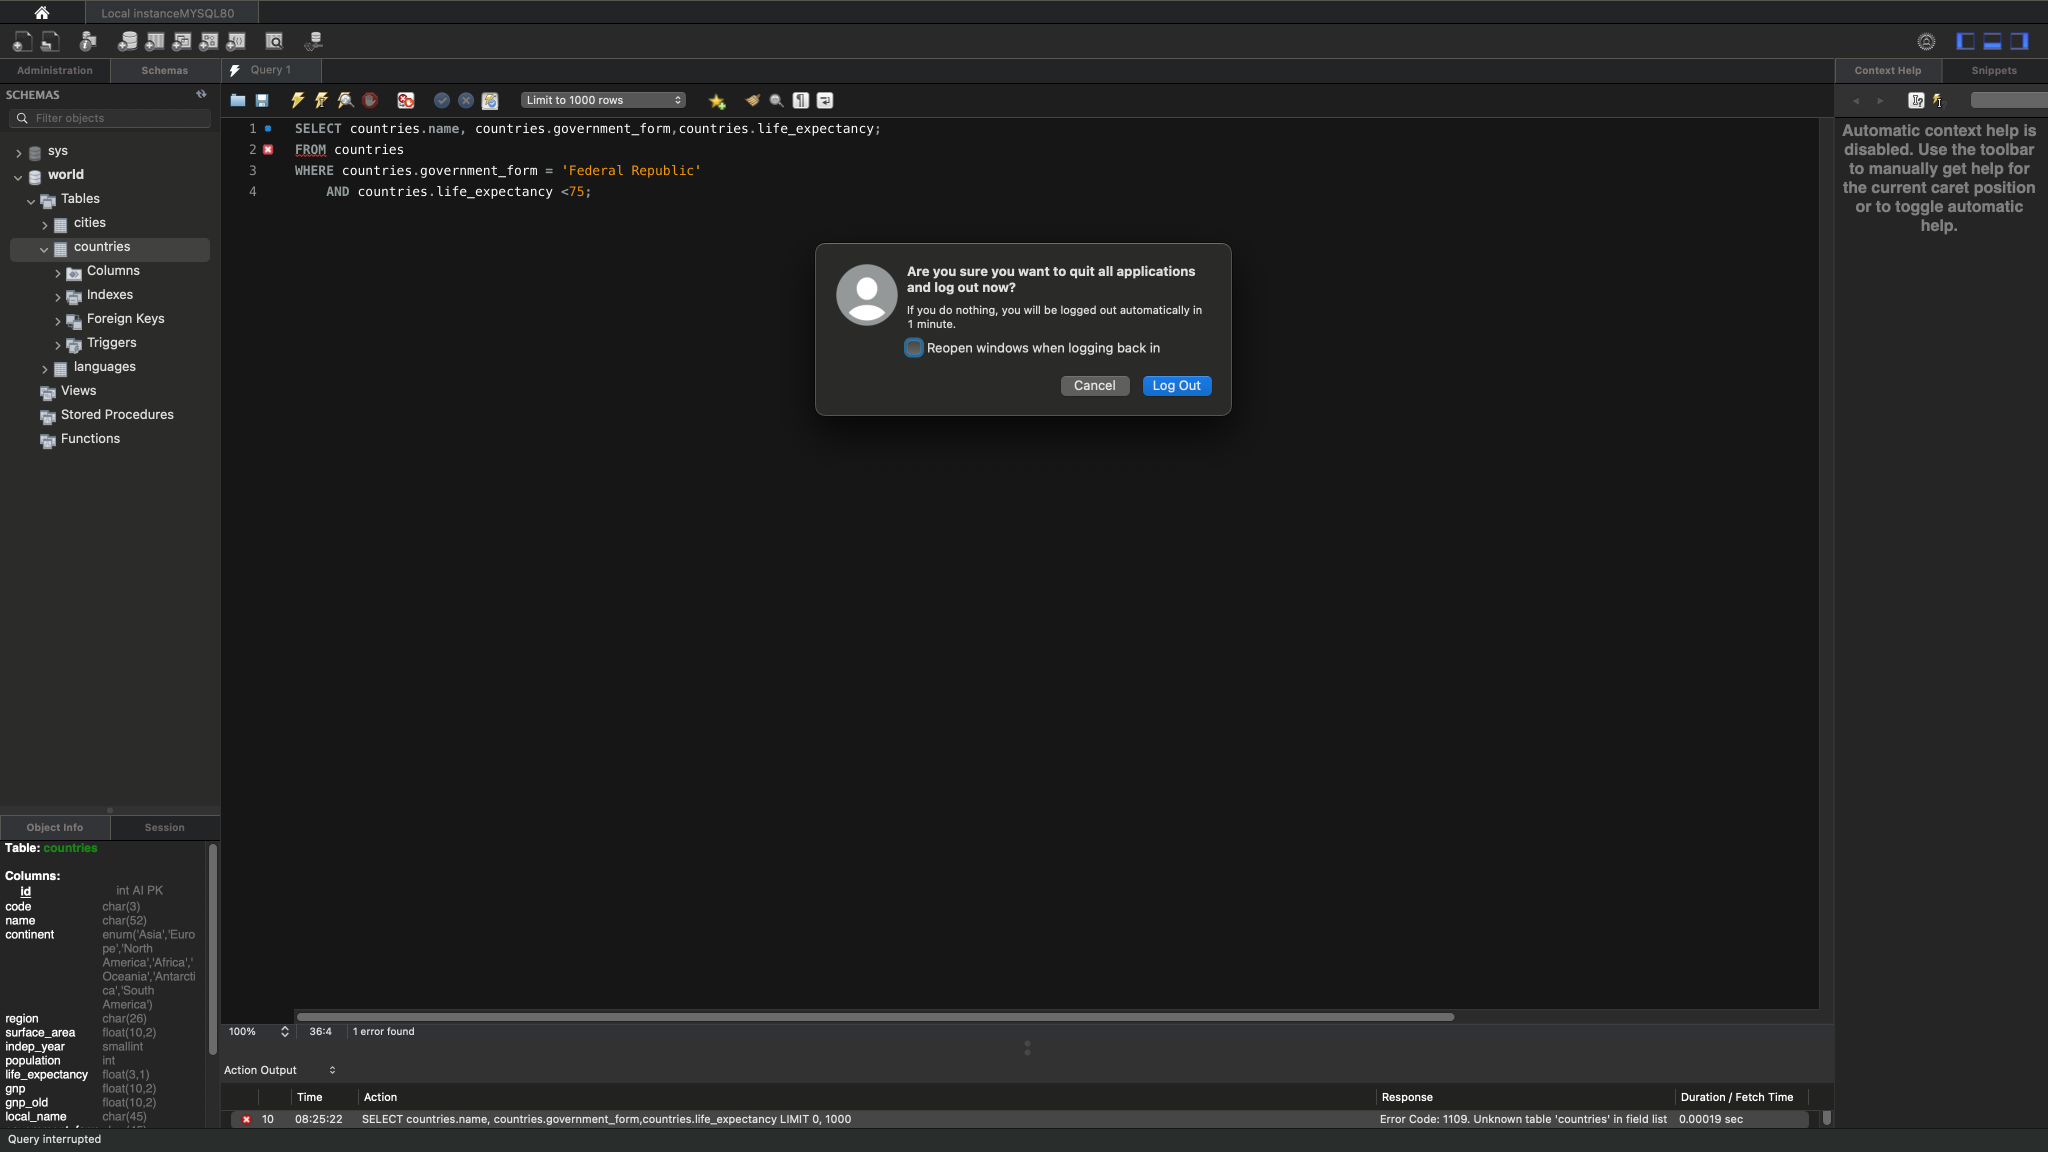 Local instanceMYSQL80
Administration
Schemas
Query 1
Context Help
Snippets
SCHEMAS
Filter objects
Limit to 1000 rows
sys
world
Tables
cities
countries
Columns
Indexes
Foreign Keys
Triggers
languages
Views
Stored Procedures
Functions
1 SELECT countries.name, countries.government_form,countries.life_expectancy;
2 FROM countries
3 WHERE countries.government_form = 'Federal Republic'
4 AND countries.life_expectancy <75;
Automatic context help is
disabled. Use the toolbar
to manually get help for
the current caret position
or to toggle automatic
help.
Are you sure you want to quit all applications
and log out now?
If you do nothing, you will be logged out automatically in
1 minute.
Reopen windows when logging back in
Cancel
Log Out
Object Info
Session
Table: countries
Columns:
id int AI PK
code char(3)
name char(52)
continent enum('Asia','Euro
pe','North
America','Africa','
Oceania','Antarcti
ca','South
America')
region char(26)
surface_area float(10,2)
indep_year smallint
population int
life_expectancy float(3,1)
gnp float(10,2)
gnp_old float(10,2)
local_name char(45)
100%
36:4
1 error found
Action Output
Time Action Response Duration / Fetch Time
10 08:25:22 SELECT countries.name, countries.government_form,countries.life_expectancy LIMIT 0, 1000 Error Code: 1109. Unknown table 'countries' in field list 0.00019 sec
Query interrupted